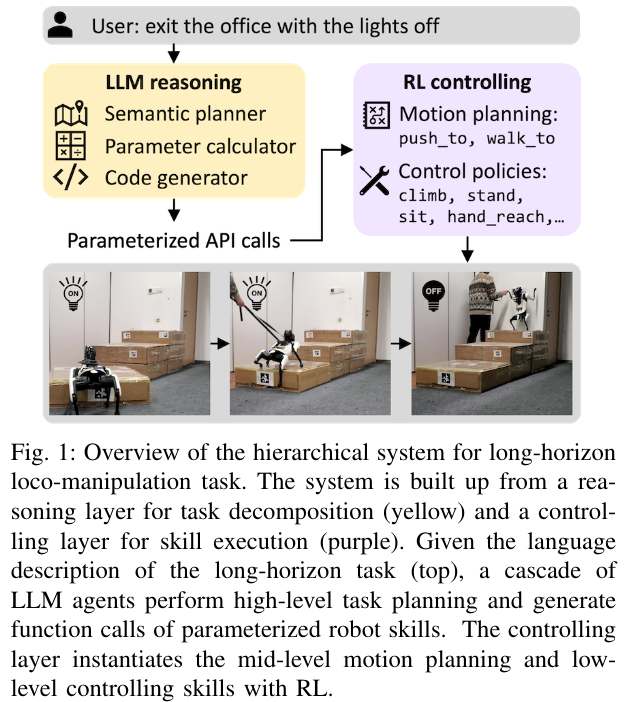 User: exit the office with the lights off
LLM reasoning
Semantic planner
Parameter calculator
Code generator
Parameterized API calls
RL controlling
Motion planning:
push_to, walk_to
Control policies:
climb, stand,
sit, hand_reach,…
ON
ON
OFF
Fig. 1: Overview of the hierarchical system for long-horizon
loco-manipulation task. The system is built up from a rea-
soning layer for task decomposition (yellow) and a control-
ling layer for skill execution (purple). Given the language
description of the long-horizon task (top), a cascade of
LLM agents perform high-level task planning and generate
function calls of parameterized robot skills. The controlling
layer instantiates the mid-level motion planning and low-
level controlling skills with RL.